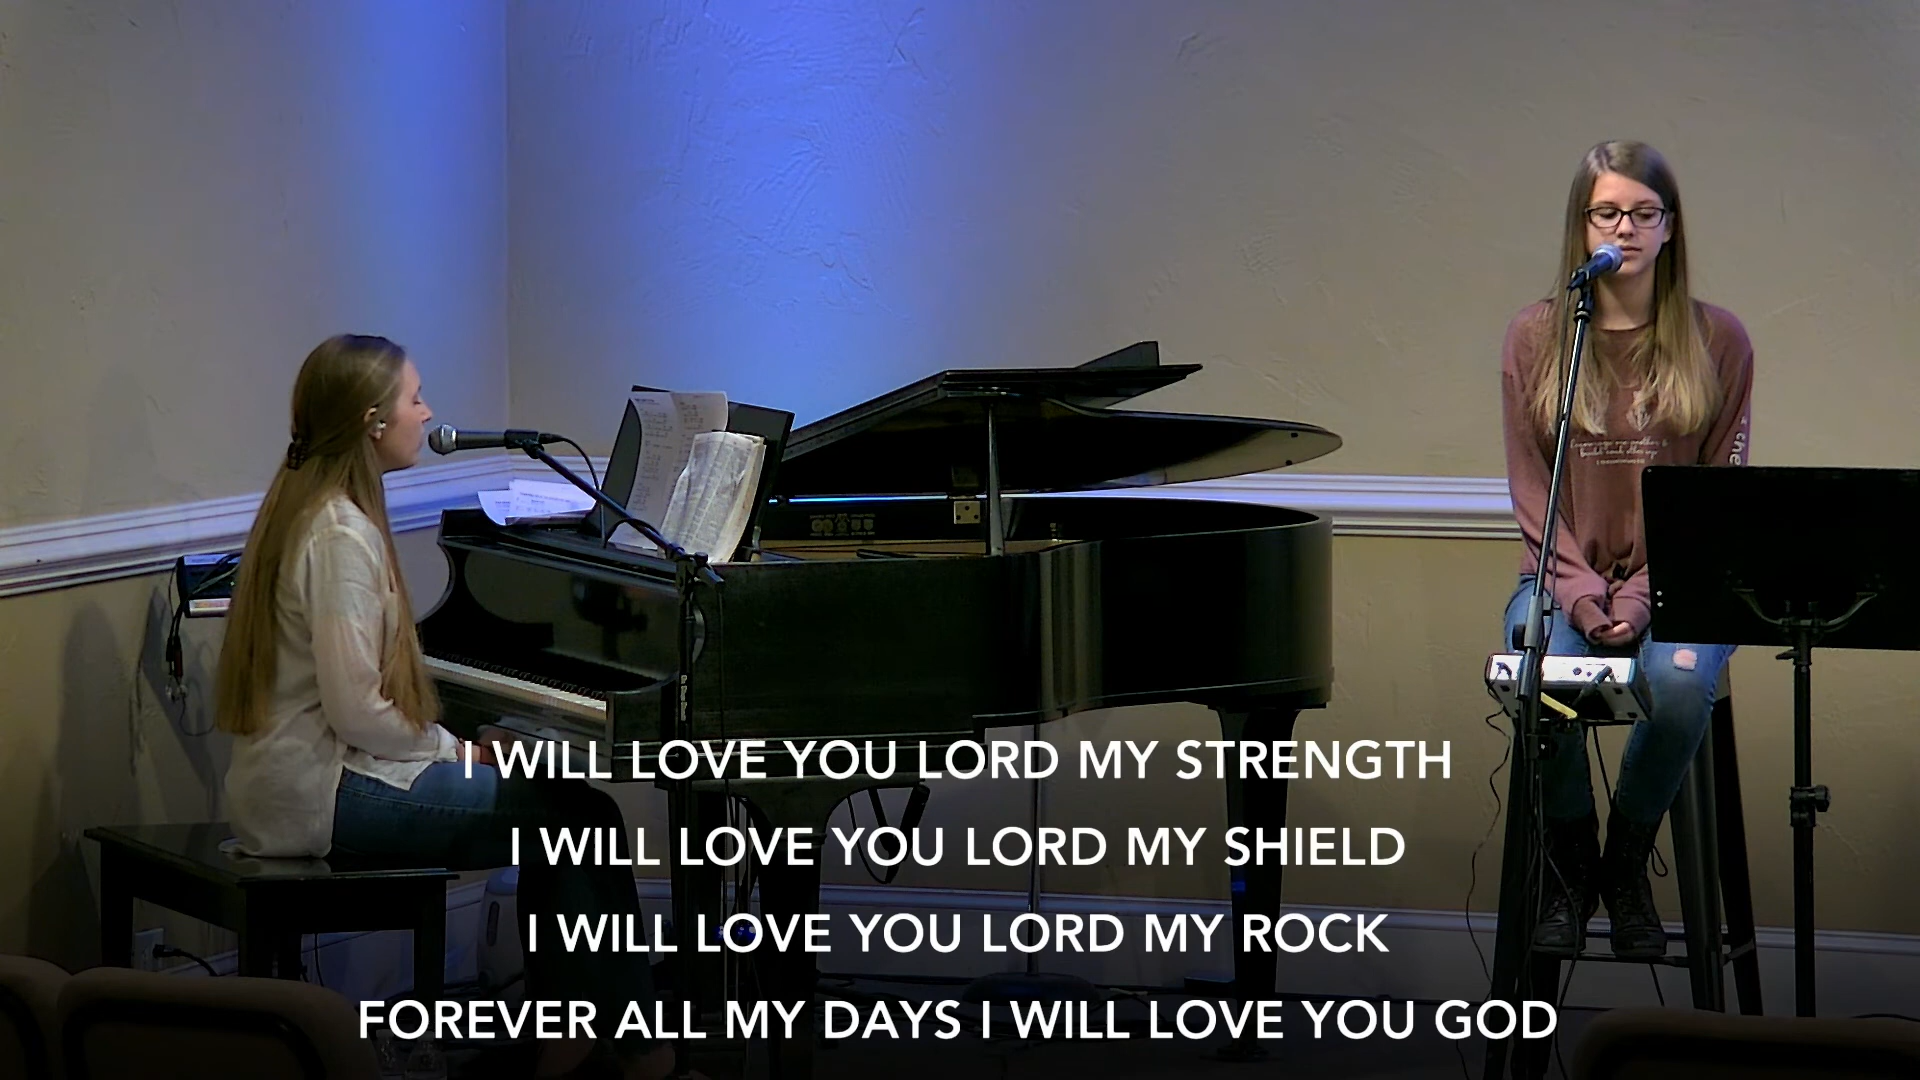 I WILL LOVE YOU LORD MY STRENGTH
I WILL LOVE YOU LORD MY SHIELD
I WILL LOVE YOU LORD MY ROCK
FOREVER ALL MY DAYS I WILL LOVE YOU GOD